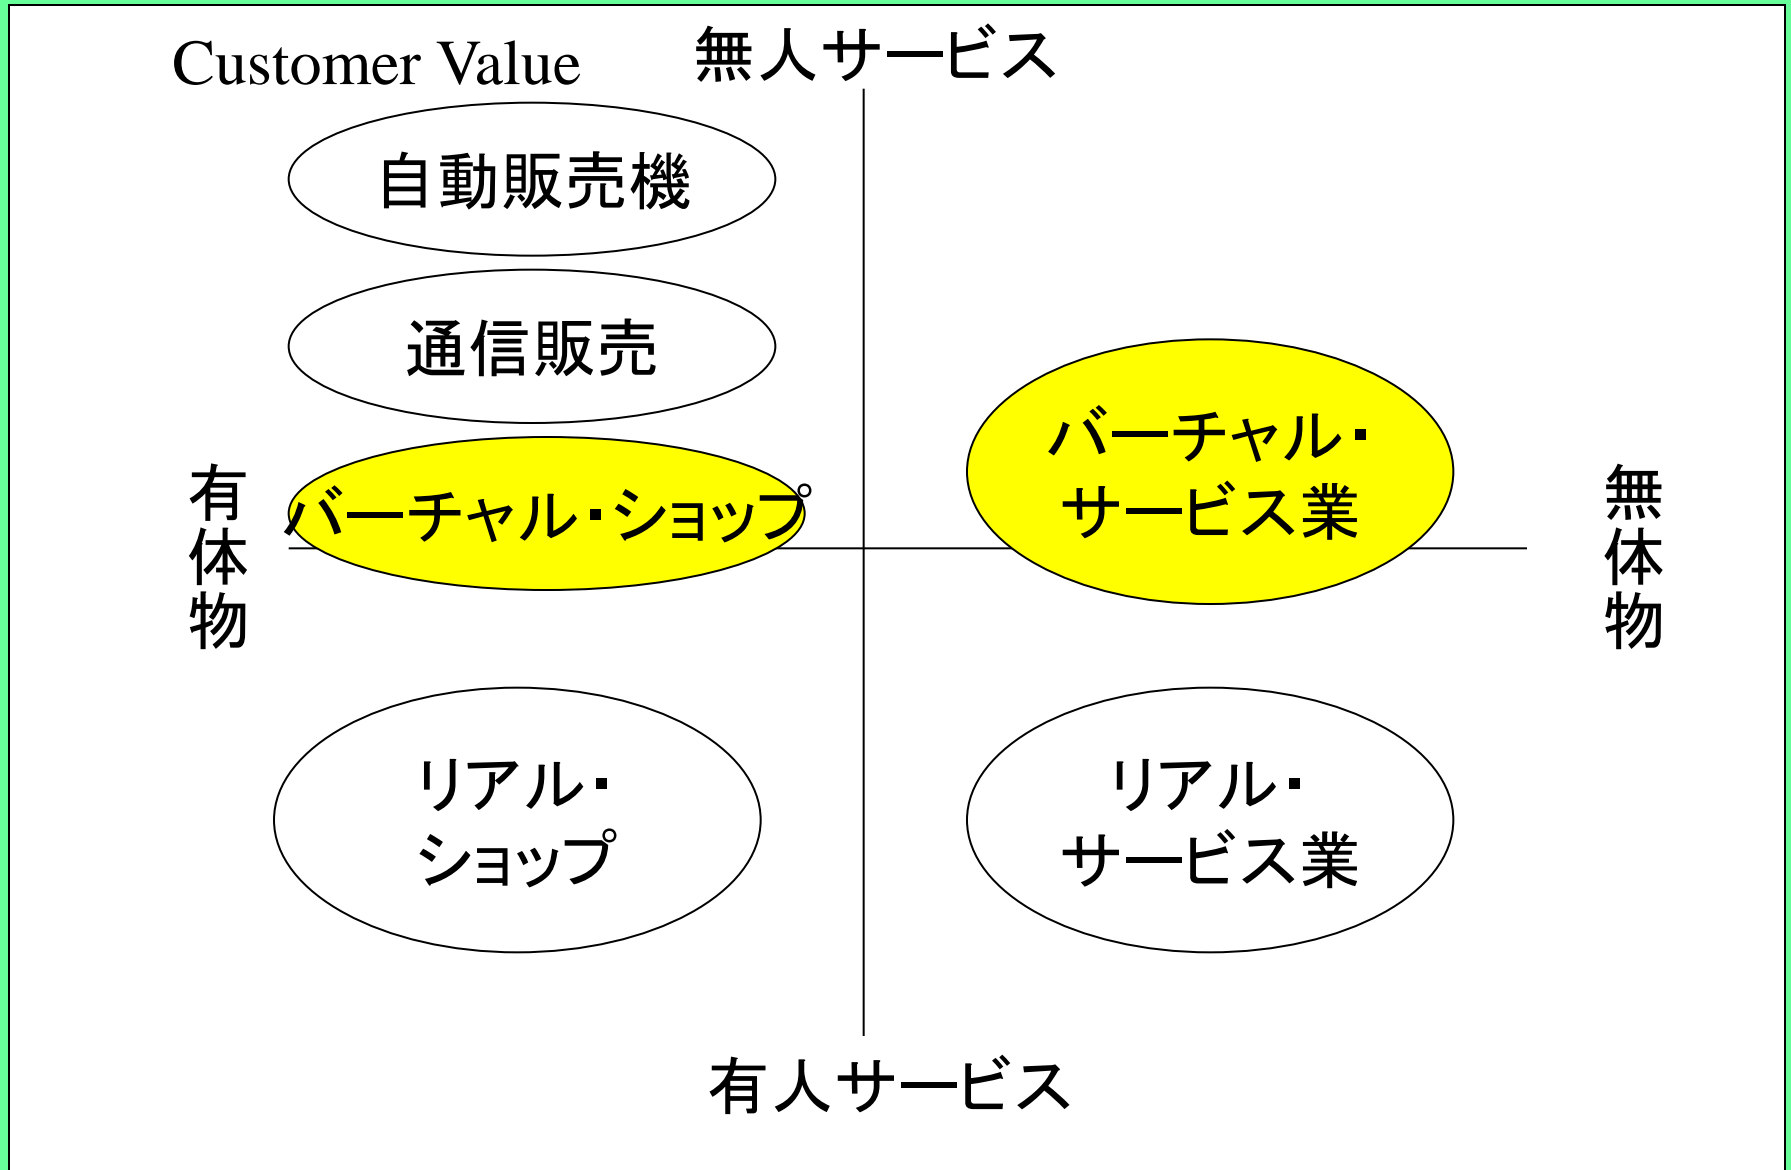 Customer Value
無人サービス
自動販売機
通信販売
バーチャル・ショップ
バーチャル・
サービス業
有体物
無体物
リアル・
ショップ
リアル・
サービス業
有人サービス